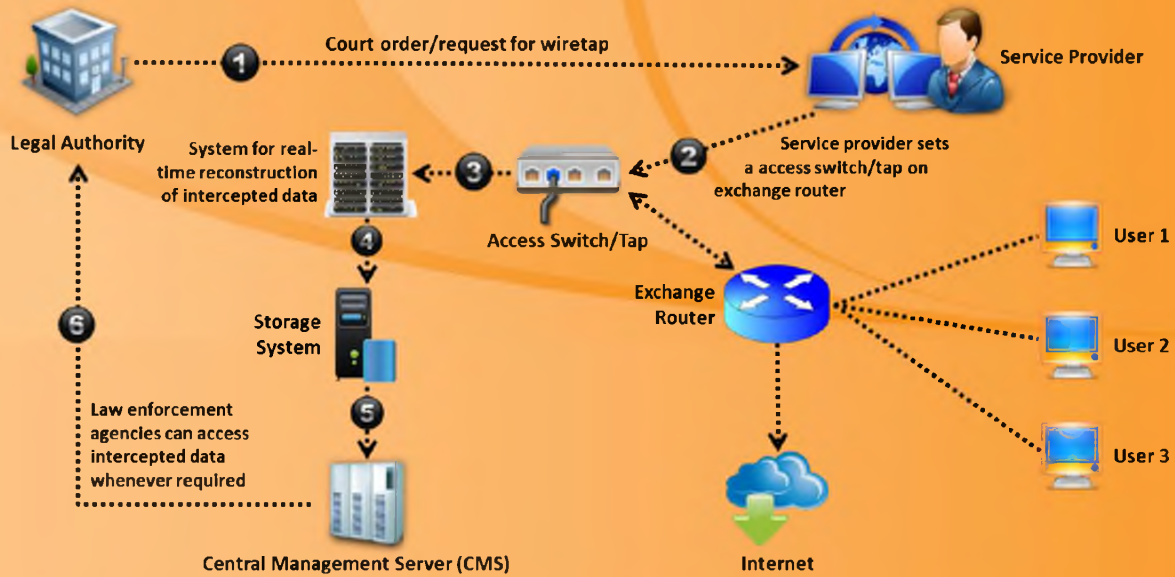 1
Court order/request for wiretap
Service Provider
Legal Authority
System for real-
time reconstruction
of intercepted data
3
2
Service provider sets
a access switch/tap on
exchange router
Access Switch/Tap
4
User 1
Exchange
Router
Storage
System
6
User 2
5
Law enforcement
agencies can access
intercepted data
whenever required
User 3
Central Management Server (CMS)
Internet